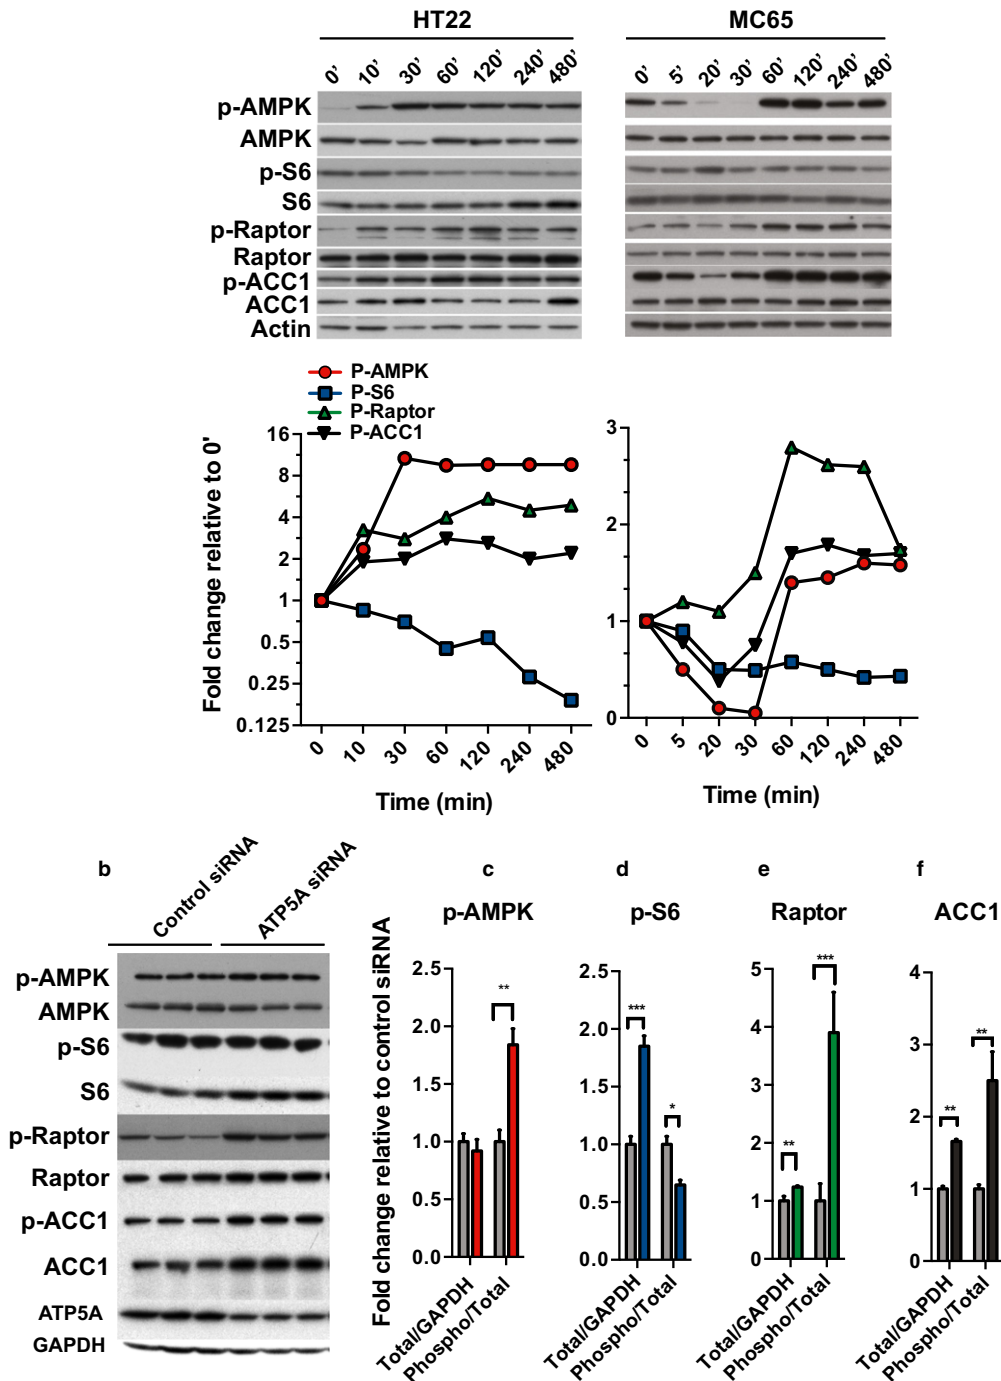 HT22
MC65
0’ 10’ 30’ 60’ 120’ 240’ 480’
0’ 5’ 20’ 30’ 60’ 120’ 240’ 480’
p-AMPK
AMPK
p-S6
S6
p-Raptor
Raptor
p-ACC1
ACC1
Actin
P-AMPK
P-S6
P-Raptor
P-ACC1
Fold change relative to 0'
16
8
4
2
1
0.5
0.25
0.125
0 10 30 60 120 240 480
Time (min)
3
2
1
0
0 5 20 30 60 120 240 480
Time (min)
b
Control siRNA
ATP5A siRNA
p-AMPK
AMPK
p-S6
S6
p-Raptor
Raptor
p-ACC1
ACC1
ATP5A
GAPDH
Fold change relative to control siRNA
c
p-AMPK
2.5
2.0
1.5
1.0
0.5
0.0
**
Total/GAPDH
Phospho/Total
d
p-S6
2.5
2.0
1.5
1.0
0.5
0.0
***
*
Total/GAPDH
Phospho/Total
e
Raptor
5
4
3
2
1
0
**
***
Total/GAPDH
Phospho/Total
f
ACC1
4
3
2
1
0
**
**
Total/GAPDH
Phospho/Total